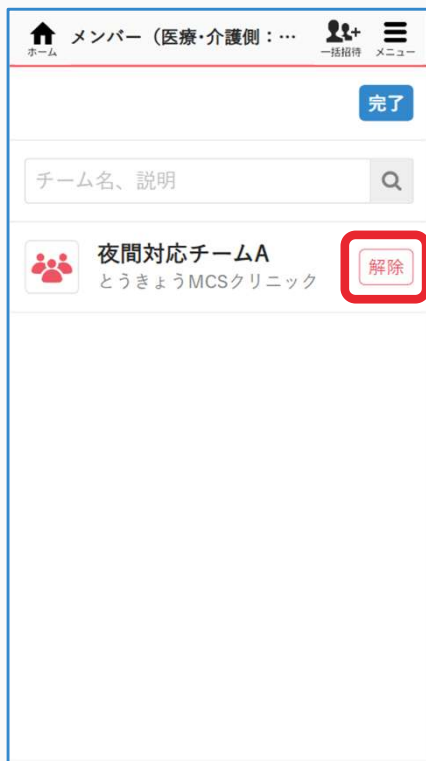 メンバー（医療・介護側：…
ホーム
一括招待
メニュー
完了
チーム名、説明
夜間対応チームA
とうきょうMCSクリニック
解除